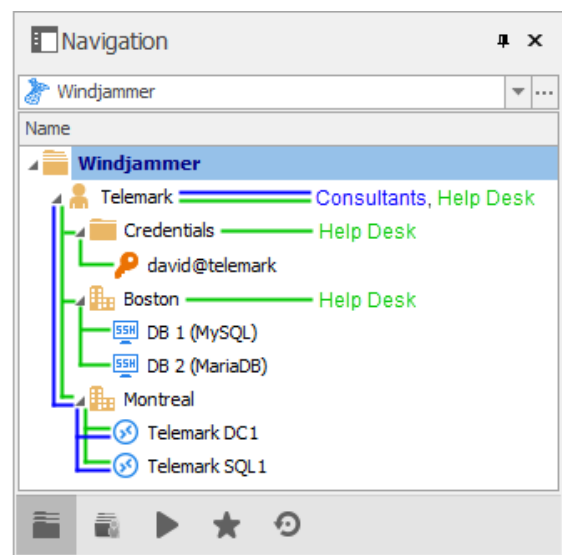 Navigation
Windjammer
Name
Windjammer
Telemark Consultants, Help Desk
Credentials Help Desk
david@telemark
Boston Help Desk
SSH DB 1 (MySQL)
SSH DB 2 (MariaDB)
Montreal
Telemark DC1
Telemark SQL1